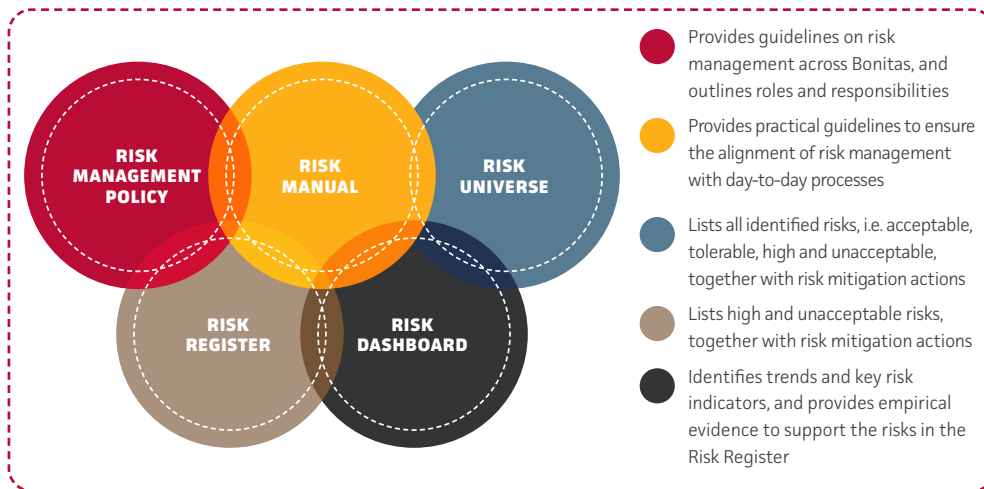 RISK
MANAGEMENT
POLICY
RISK
MANUAL
RISK
UNIVERSE
RISK
REGISTER
RISK
DASHBOARD
Provides guidelines on risk
management across Bonitas, and
outlines roles and responsibilities
Provides practical guidelines to ensure
the alignment of risk management
with day-to-day processes
Lists all identified risks, i.e. acceptable,
tolerable, high and unacceptable,
together with risk mitigation actions
Lists high and unacceptable risks,
together with risk mitigation actions
Identifies trends and key risk
indicators, and provides empirical
evidence to support the risks in the
Risk Register